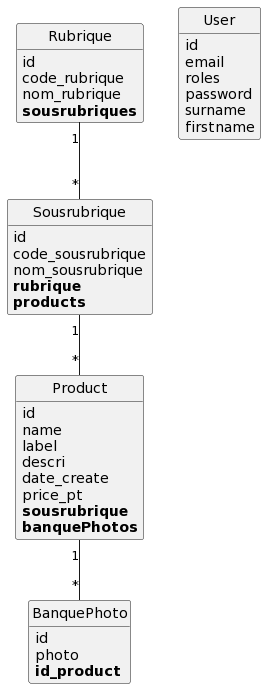 Rubrique
id
code_rubrique
nom_rubrique
sousrubriques
1
*
Sousrubrique
id
code_sousrubrique
nom_sousrubrique
rubrique
products
1
*
Product
id
name
label
descri
date_create
price_pt
sousrubrique
banquePhotos
1
*
BanquePhoto
id
photo
id_product
User
id
email
roles
password
surname
firstname